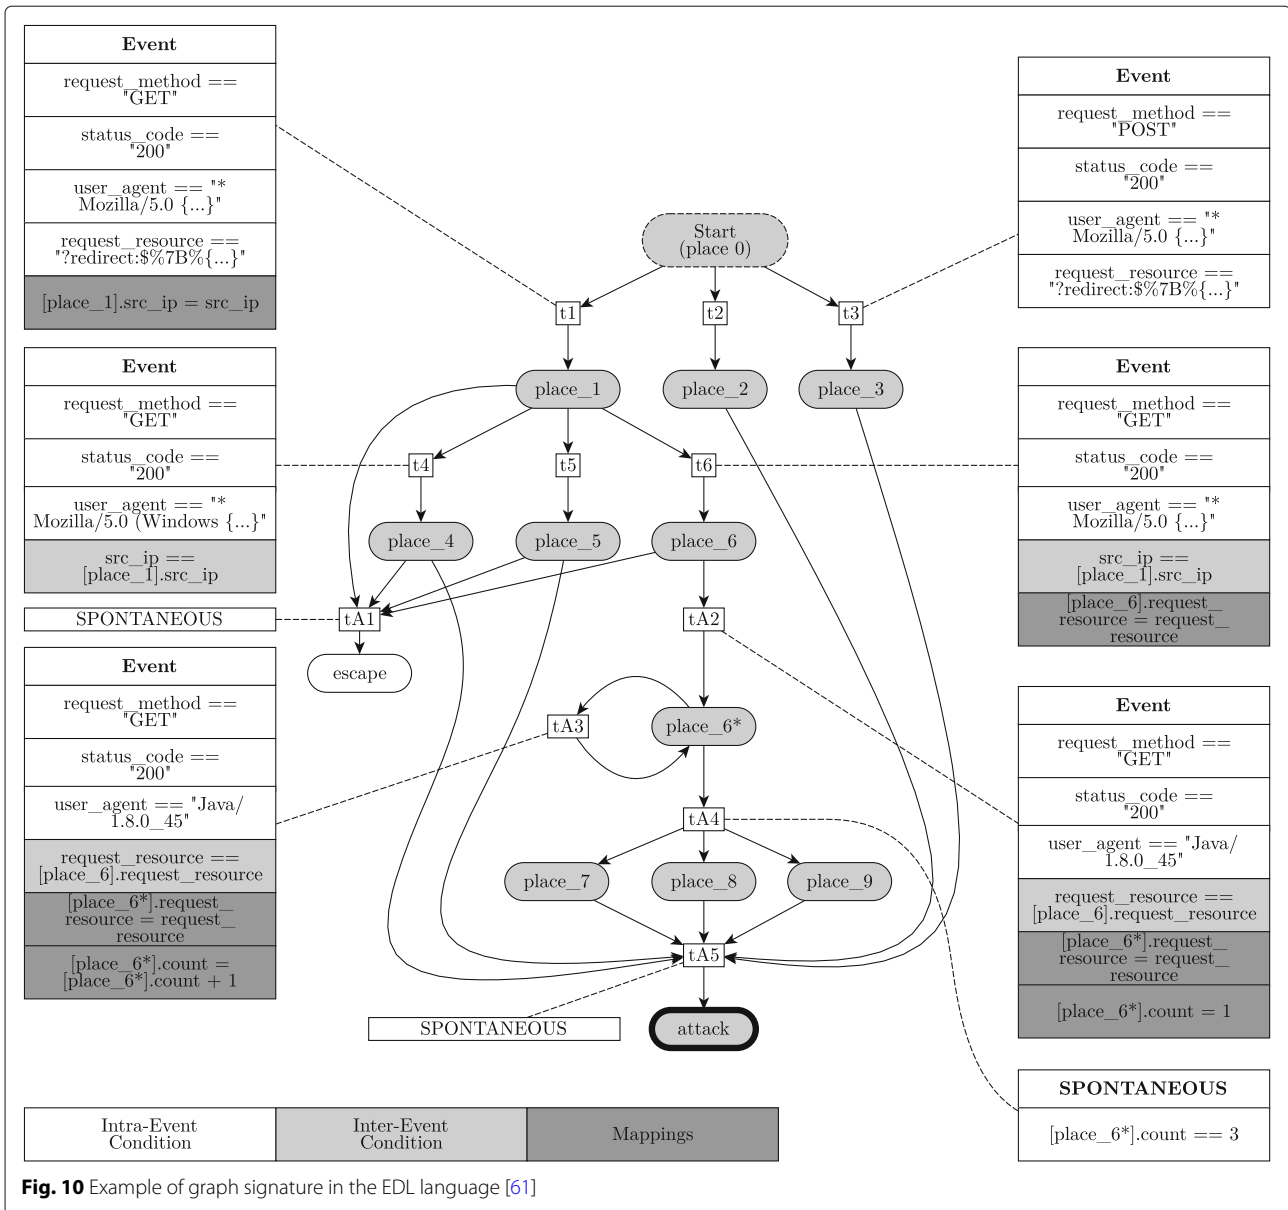 Event
request_method ==
"GET"
status_code ==
"200"
user_agent == "*
Mozilla/5.0 {...}"
request_resource ==
"?redirect:$%7B%{...}"
[place_1].src_ip = src_ip
Event
request_method ==
"GET"
status_code ==
"200"
user_agent == "*
Mozilla/5.0 (Windows {...}"
src_ip ==
[place_1].src_ip
SPONTANEOUS
Event
request_method ==
"GET"
status_code ==
"200"
user_agent == "Java/
1.8.0_45"
request_resource ==
[place_6].request_resource
[place_6*].request_
resource = request_
resource
[place_6*].count =
[place_6*].count + 1
Start
(place 0)
t1
t2
t3
place_1
place_2
place_3
t4
t5
t6
place_4
place_5
place_6
tA1
tA2
escape
tA3
place_6*
tA4
place_7
place_8
place_9
tA5
SPONTANEOUS
attack
Event
request_method ==
"POST"
status_code ==
"200"
user_agent == "*
Mozilla/5.0 {...}"
request_resource ==
"?redirect:$%7B%{...}"
Event
request_method ==
"GET"
status_code ==
"200"
user_agent == "*
Mozilla/5.0 {...}"
src_ip ==
[place_1].src_ip
[place_6].request_
resource = request_
resource
Event
request_method ==
"GET"
status_code ==
"200"
user_agent == "Java/
1.8.0_45"
request_resource ==
[place_6].request_resource
[place_6*].request_
resource = request_
resource
[place_6*].count = 1
SPONTANEOUS
[place_6*].count == 3
Intra-Event
Condition
Inter-Event
Condition
Mappings
Fig. 10 Example of graph signature in the EDL language [61]